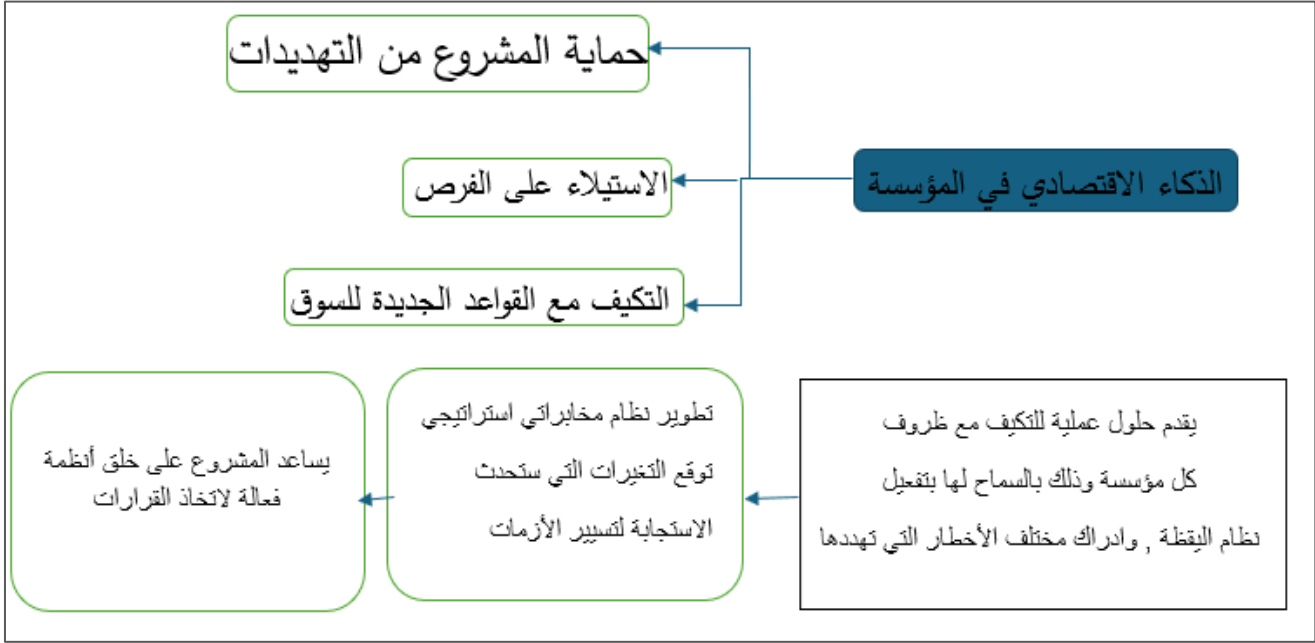 حماية المشروع من التهديدات
الذكاء الاقتصادي في المؤسسة
الاستيلاء على الفرص
التكيف مع القواعد الجديدة للسوق
يقدم حلول عملية للتكيف مع ظروف
كل مؤسسة وذلك بالسماح لها بتفعيل
نظام اليقظة , وادراك مختلف الأخطار التي تهددها
تطوير نظام مخابراتي استراتيجي
توقع التغيرات التي ستحدث
الاستجابة لتسيير الأزمات
يساعد المشروع على خلق أنظمة
فعالة لاتخاذ القرارات